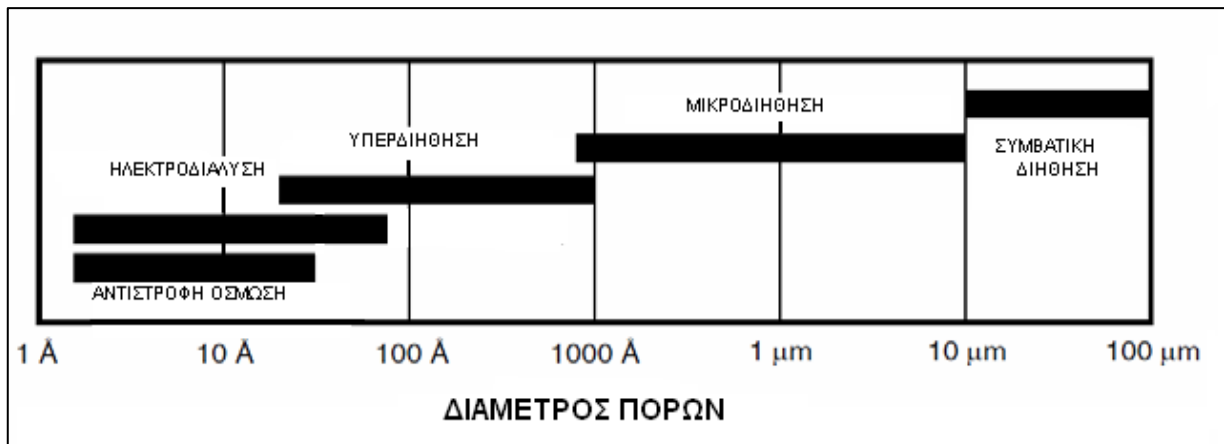 ΜΙΚΡΟΔΙΗΘΗΣΗ
ΥΠΕΡΔΙΗΘΗΣΗ
ΣΥΜΒΑΤΙΚΗ
ΔΙΗΘΗΣΗ
ΗΛΕΚΤΡΟΔΙΑΛΥΣΗ
ΑΝΤΙΣΤΡΟΦΗ ΟΣΜΩΣΗ
1 Å 10 Å 100 Å 1000 Å 1 μm 10 μm 100 μm
ΔΙΑΜΕΤΡΟΣ ΠΟΡΩΝ